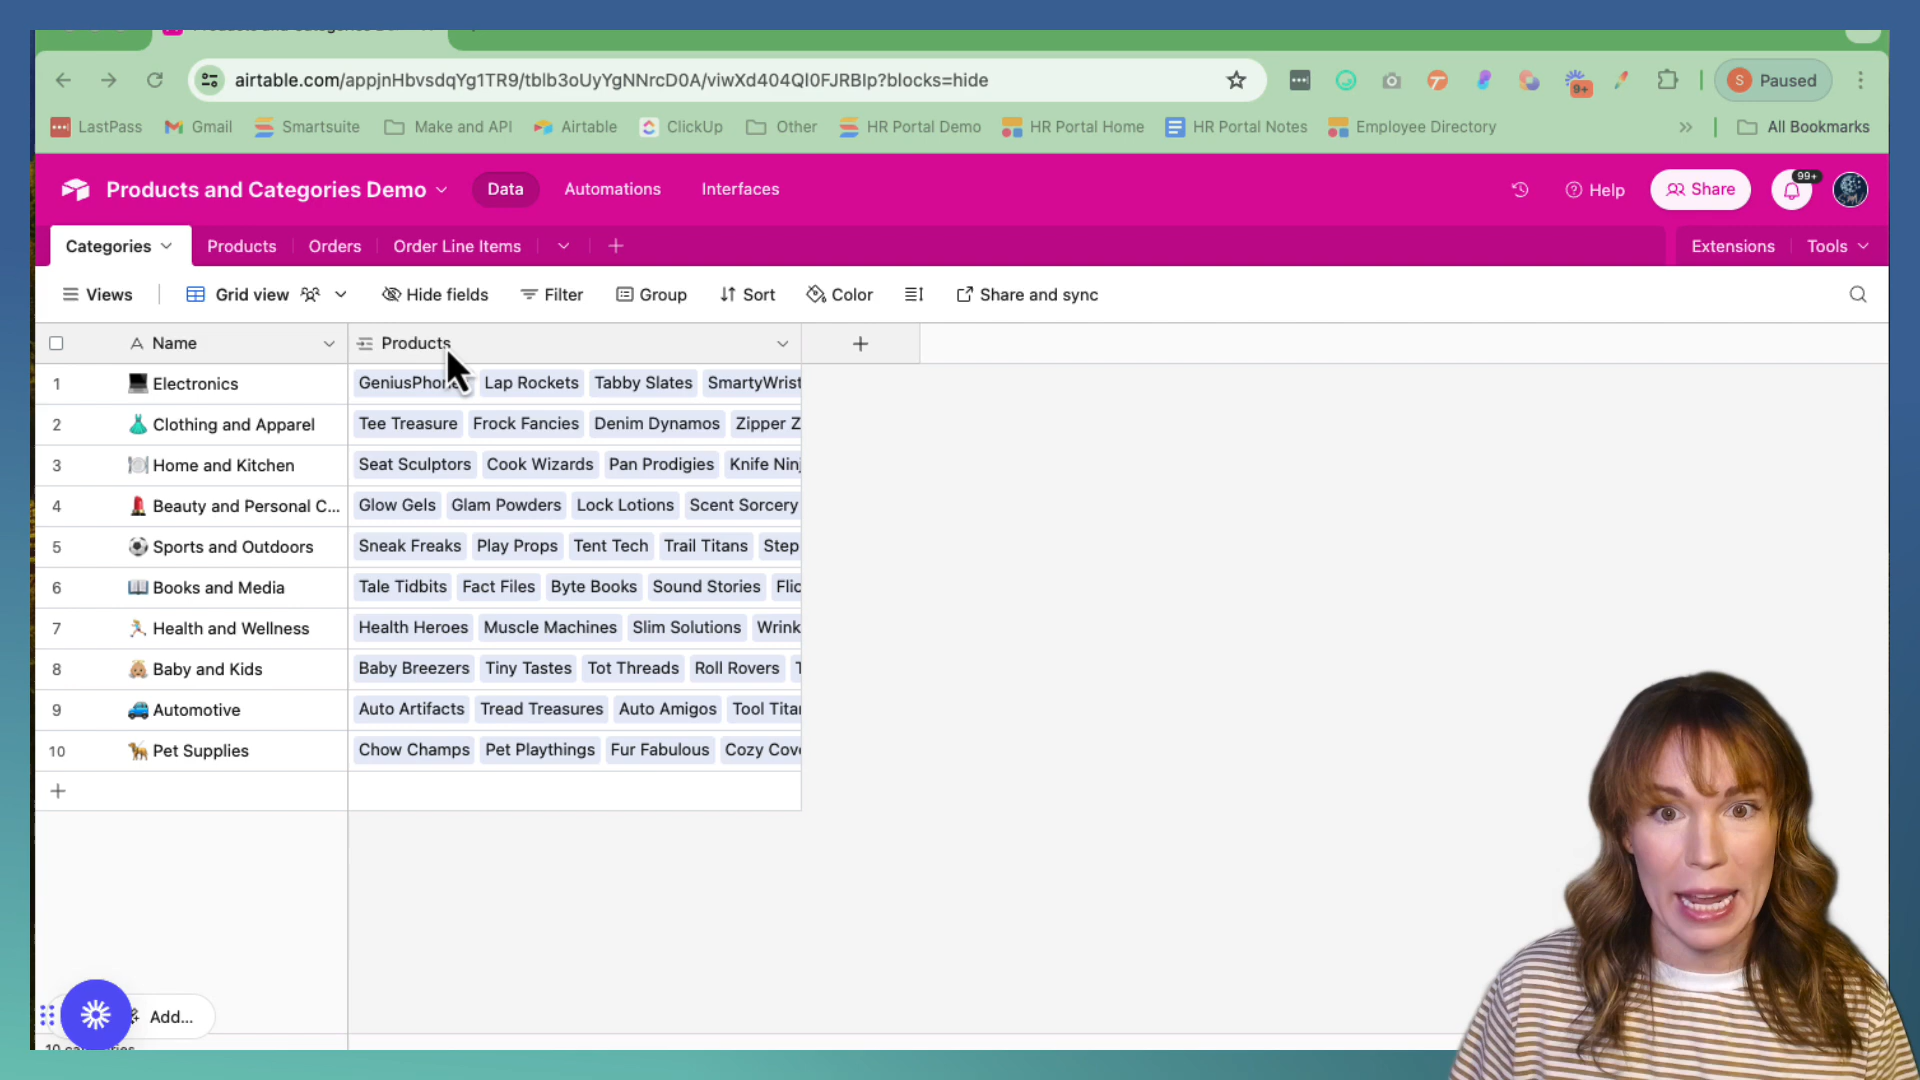 airtable.com/appjnHbvsdqYg1TR9/tblb3oUyYgNNrcD0A/viwXd404Ql0FJRBIp?blocks=hide
9+
S Paused
LastPass Gmail Smartsuite Make and API Airtable ClickUp Other HR Portal Demo HR Portal Home HR Portal Notes Employee Directory » All Bookmarks
Products and Categories Demo Data Automations Interfaces Help Share 99+
Categories Products Orders Order Line Items Extensions Tools
Views Grid view Hide fields Filter Group Sort Color Share and sync
Name Products
1 Electronics GeniusPhone Lap Rockets Tabby Slates SmartyWrist
2 Clothing and Apparel Tee Treasure Frock Fancies Denim Dynamos Zipper Z
3 Home and Kitchen Seat Sculptors Cook Wizards Pan Prodigies Knife Ninj
4 Beauty and Personal C... Glow Gels Glam Powders Lock Lotions Scent Sorcery
5 Sports and Outdoors Sneak Freaks Play Props Tent Tech Trail Titans Step
6 Books and Media Tale Tidbits Fact Files Byte Books Sound Stories Flic
7 Health and Wellness Health Heroes Muscle Machines Slim Solutions Wrink
8 Baby and Kids Baby Breezers Tiny Tastes Tot Threads Roll Rovers T
9 Automotive Auto Artifacts Tread Treasures Auto Amigos Tool Titan
10 Pet Supplies Chow Champs Pet Playthings Fur Fabulous Cozy Cove
Add...